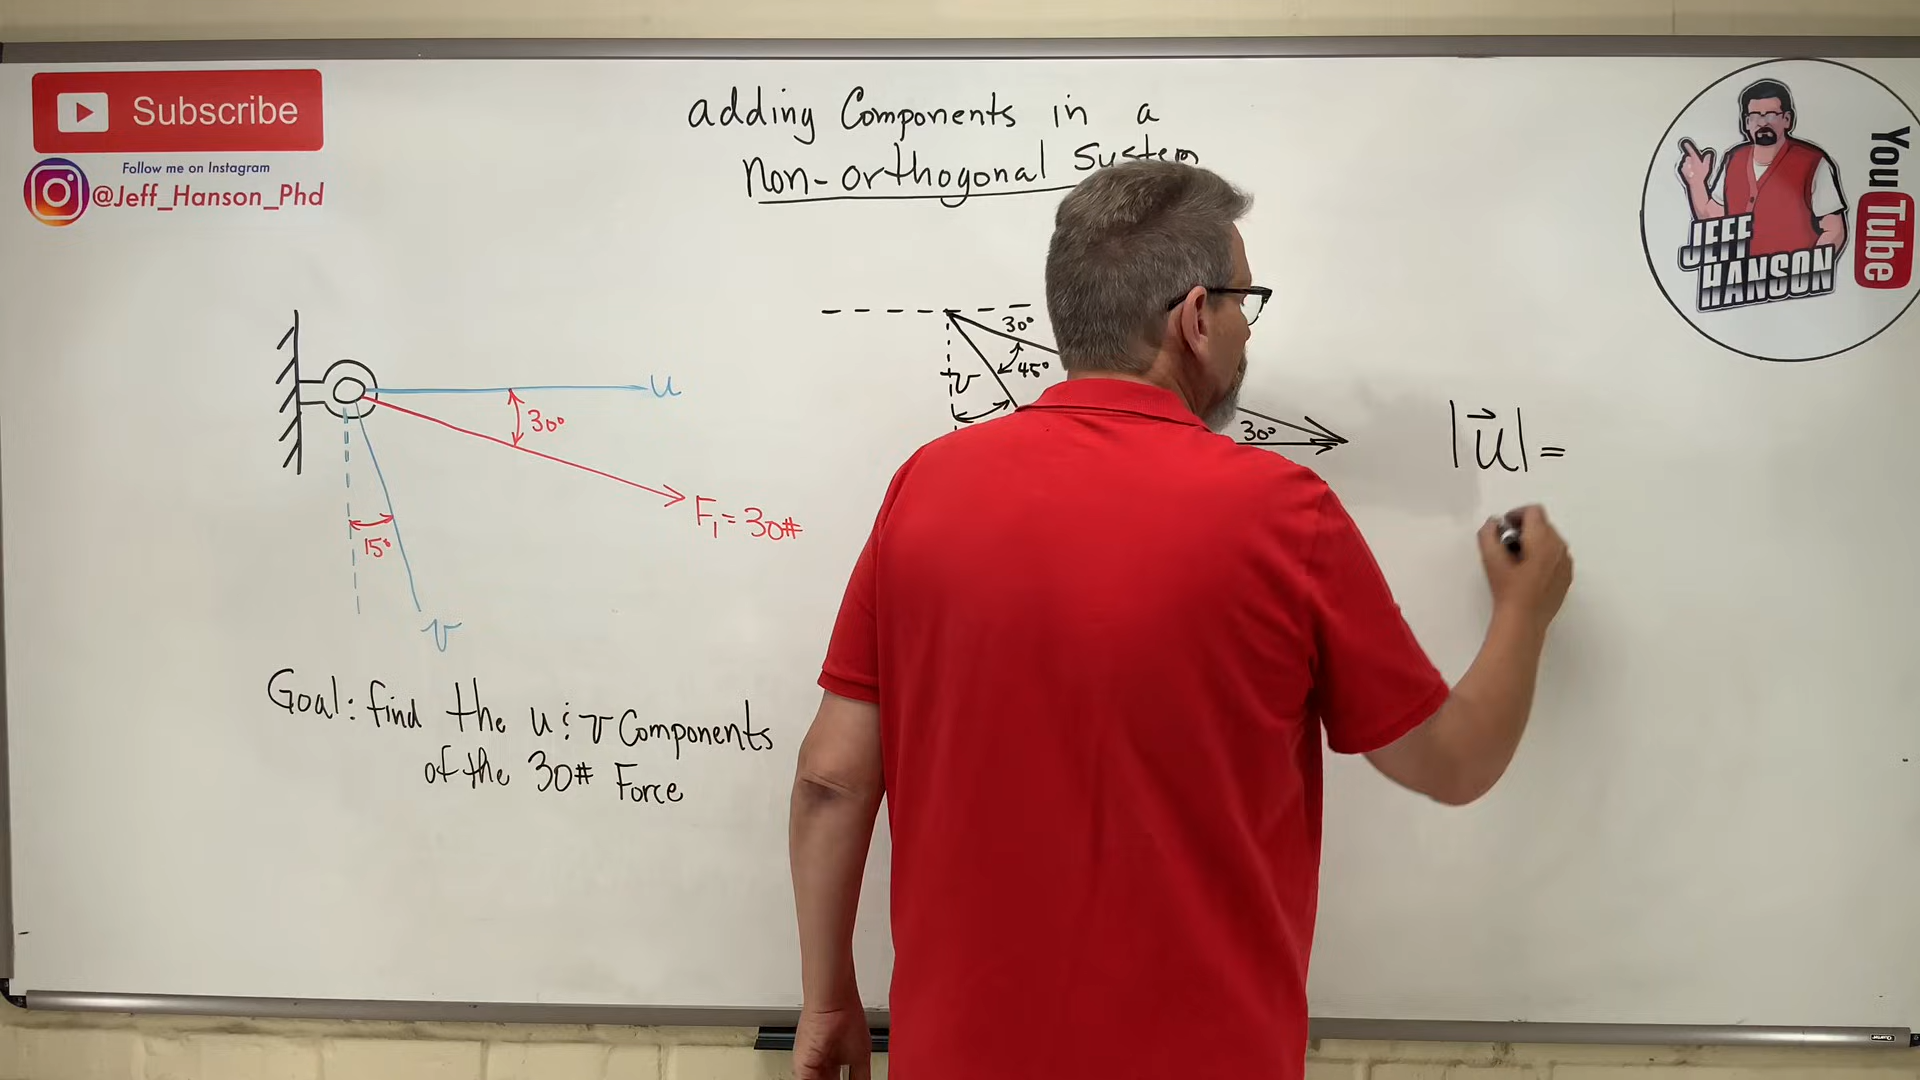 Subscribe
Follow me on Instagram
@Jeff_Hanson_Phd
adding Components in a
Non-orthogonal System
YouTube
JEFF
HANSON
u
30°
F₁=30#
15°
v
Goal: find the u & v Components
of the 30# Force
30°
45°
v
30°
|u⃗|=